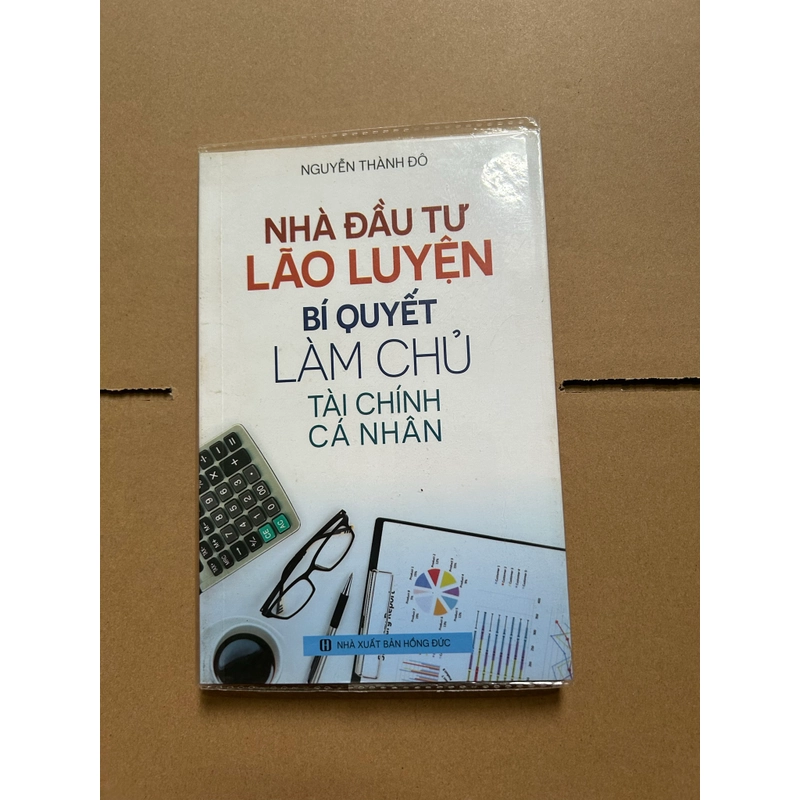 NGUYỄN THÀNH ĐÔ
NHÀ ĐẦU TƯ
LÃO LUYỆN
BÍ QUYẾT
LÀM CHỦ
TÀI CHÍNH
CÁ NHÂN
NHÀ XUẤT BẢN HỒNG ĐỨC